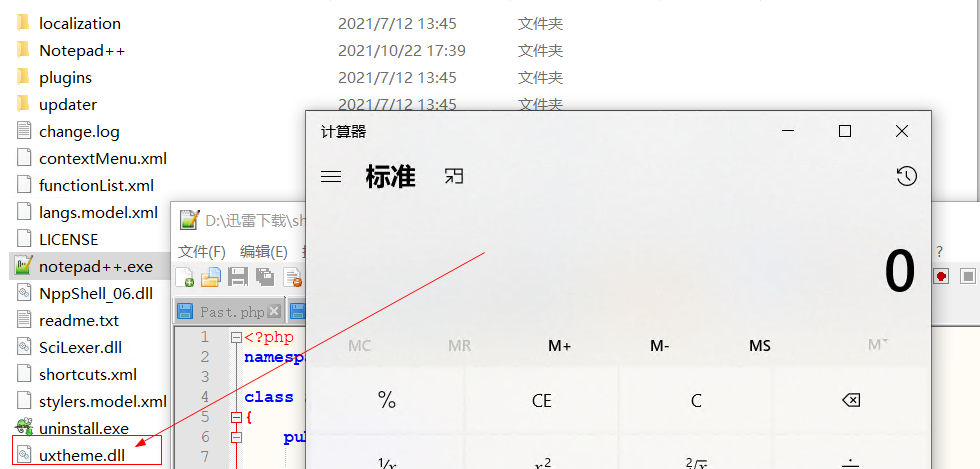 localization 2021/7/12 13:45 文件夹
Notepad++ 2021/10/22 17:39 文件夹
plugins 2021/7/12 13:45 文件夹
updater 2021/7/12 13:45 文件夹
change.log
contextMenu.xml
functionList.xml
langs.model.xml
LICENSE
notepad++.exe
NppShell_06.dll
readme.txt
SciLexer.dll
shortcuts.xml
stylers.model.xml
uninstall.exe
uxtheme.dll
D:\迅雷下载\sh
文件(F) 编辑(E) ?
Past.php
1 <?php
2 namesp
3
4 class
5 {
6 pu
7
计算器
标准
0
MC MR M+ M- MS M˅
% CE C
¹/x x² ²√x ÷